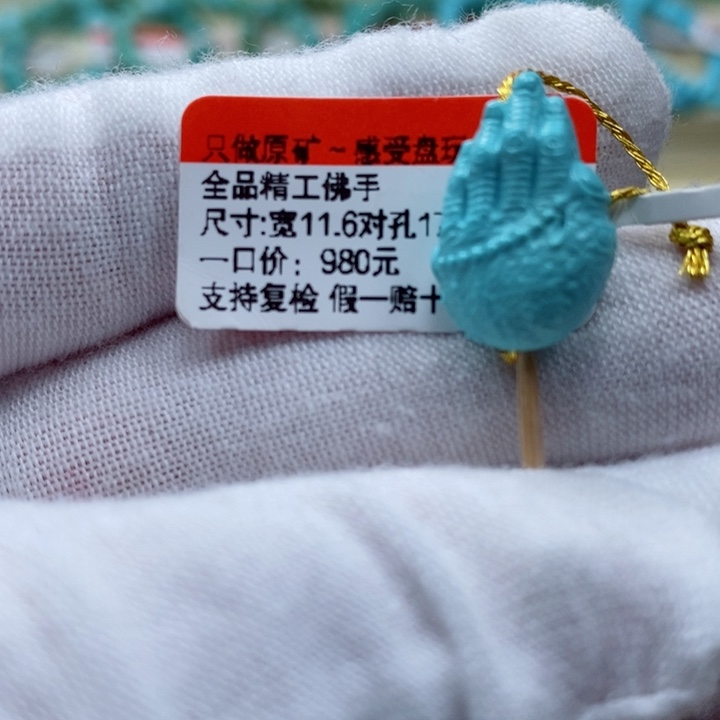 只做原矿~感受盘玩
全品精工佛手
尺寸:宽11.6对孔17
一口价: 980元
支持复检 假一赔十